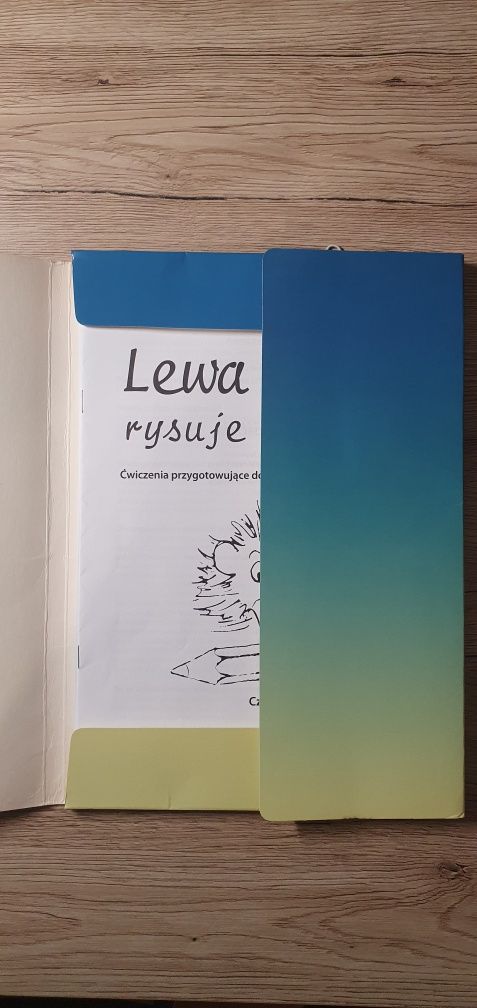 Lewa
rysuje
Ćwiczenia przygotowujące do
Cz